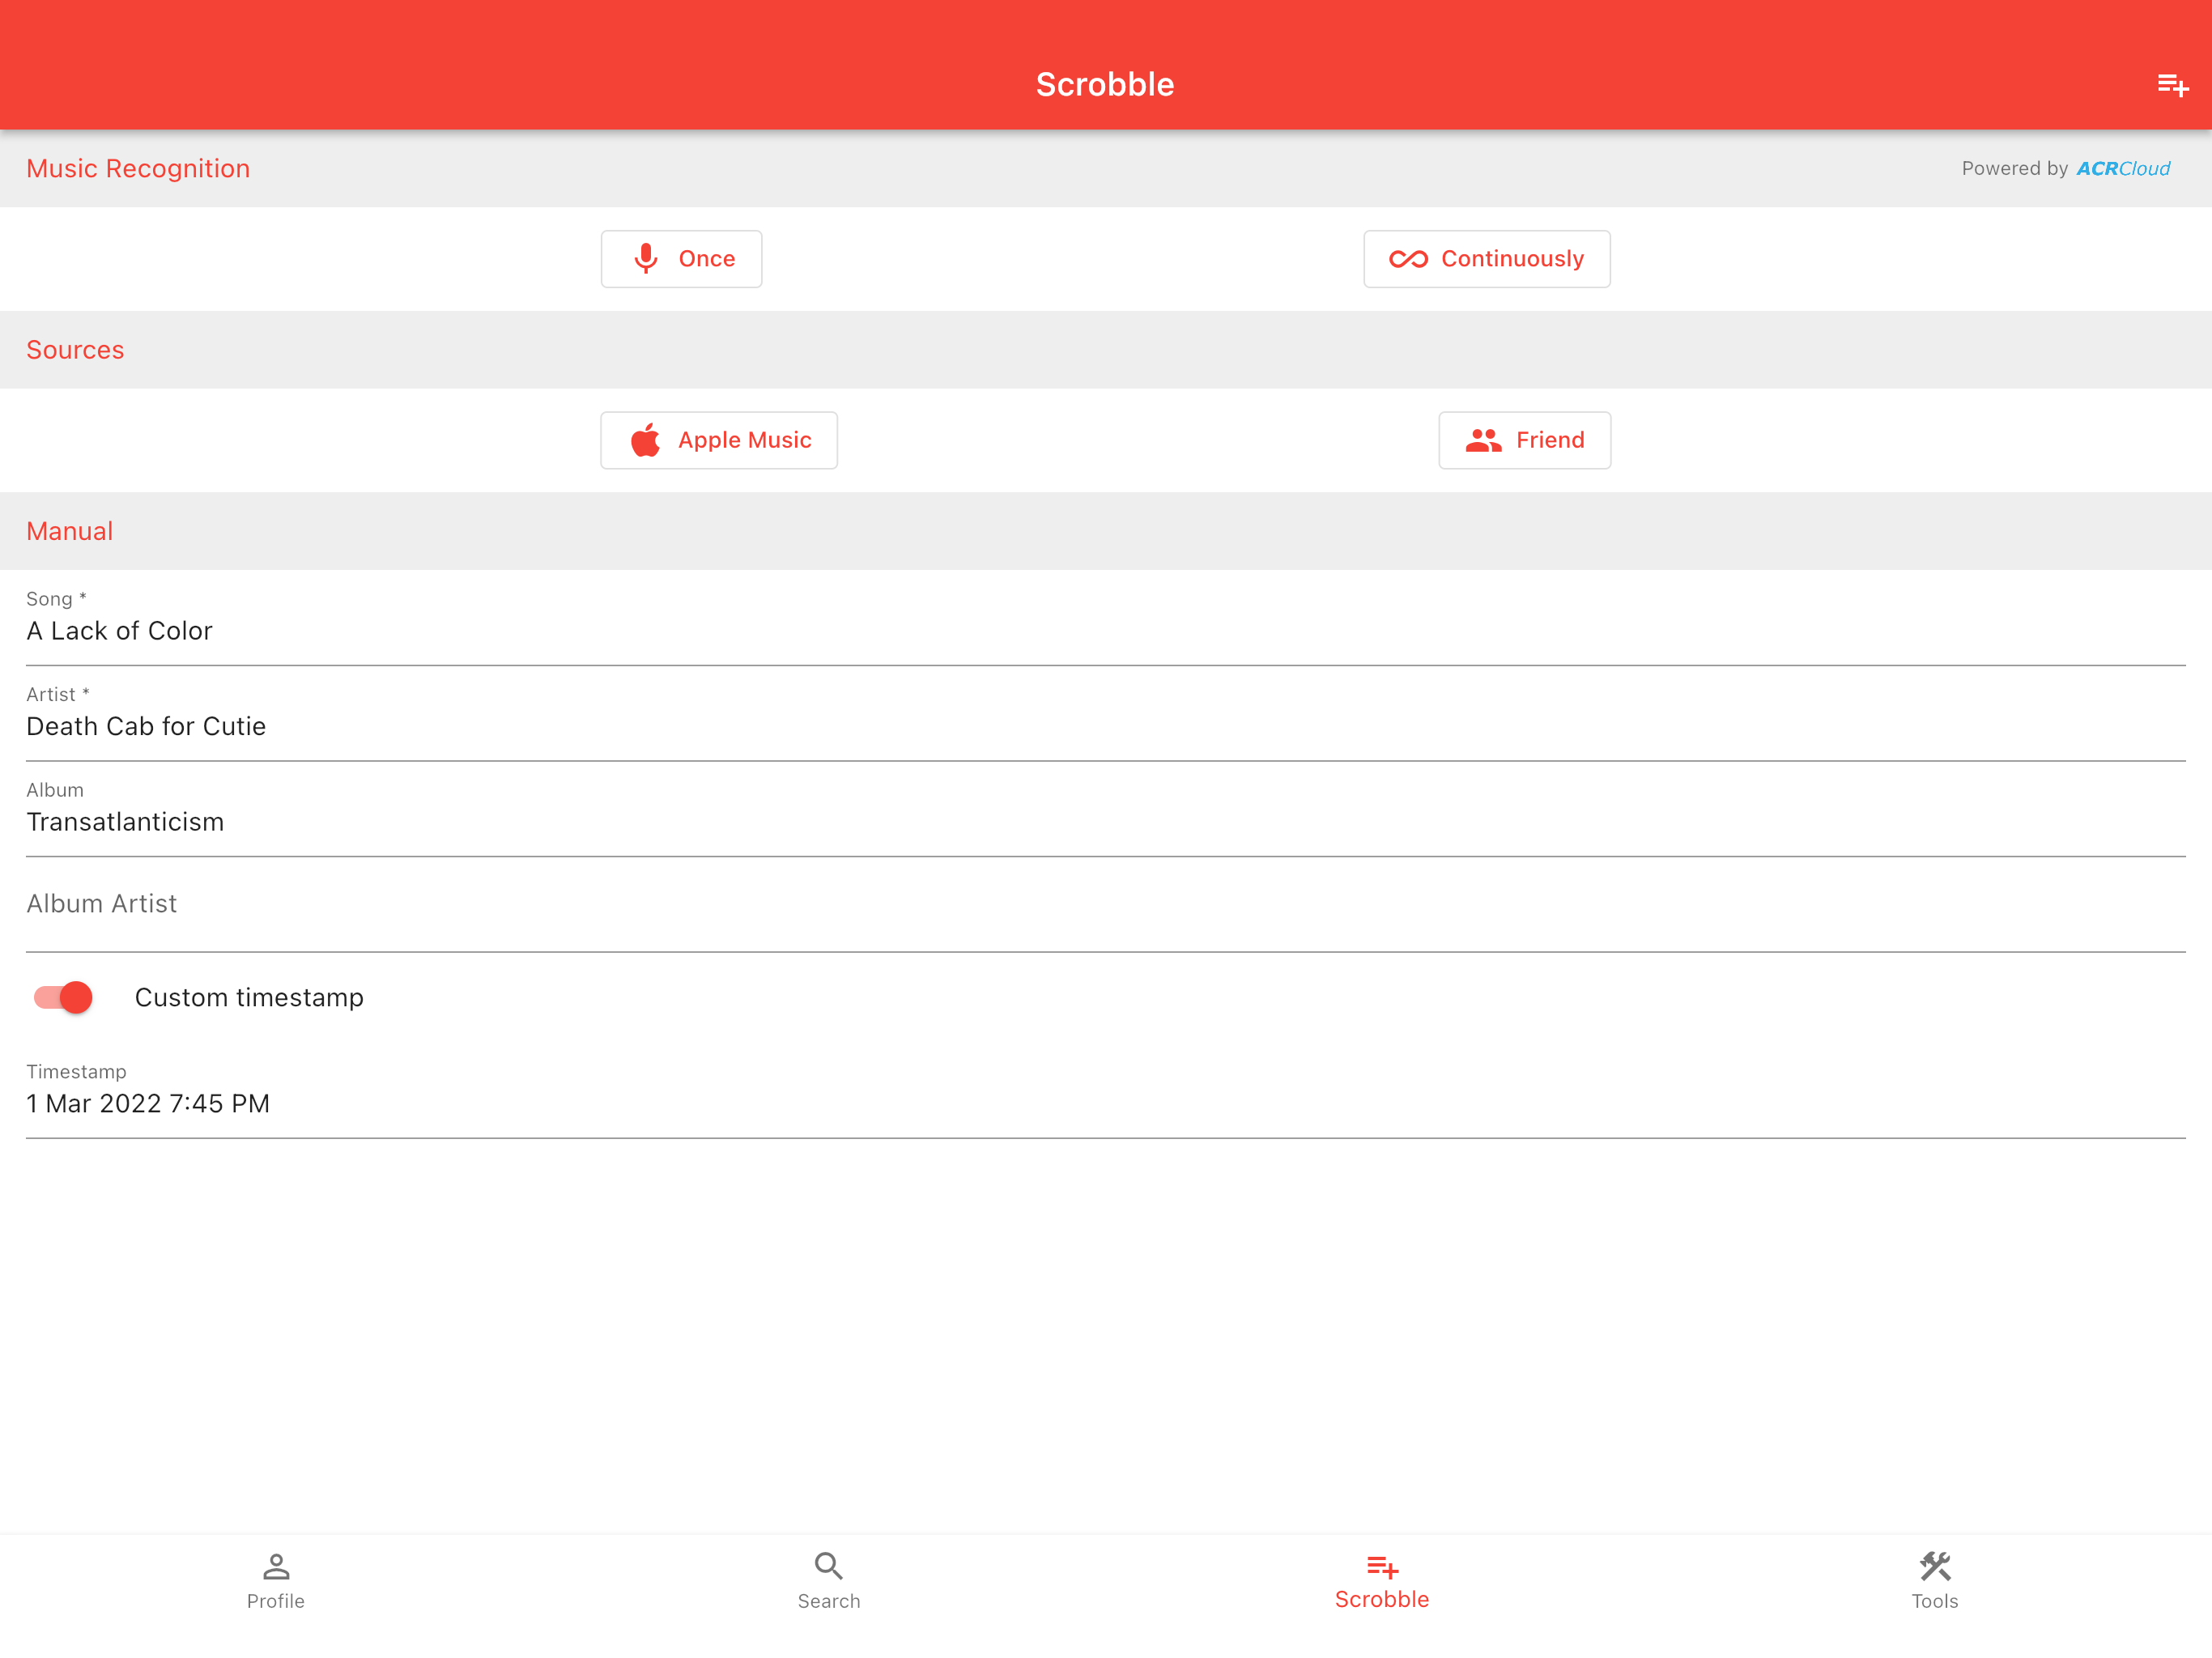 Scrobble
Music Recognition
Powered by ACRCloud
Once
Continuously
Sources
Apple Music
Friend
Manual
Song *
A Lack of Color
Artist *
Death Cab for Cutie
Album
Transatlanticism
Album Artist
Custom timestamp
Timestamp
1 Mar 2022 7:45 PM
Profile
Search
Scrobble
Tools